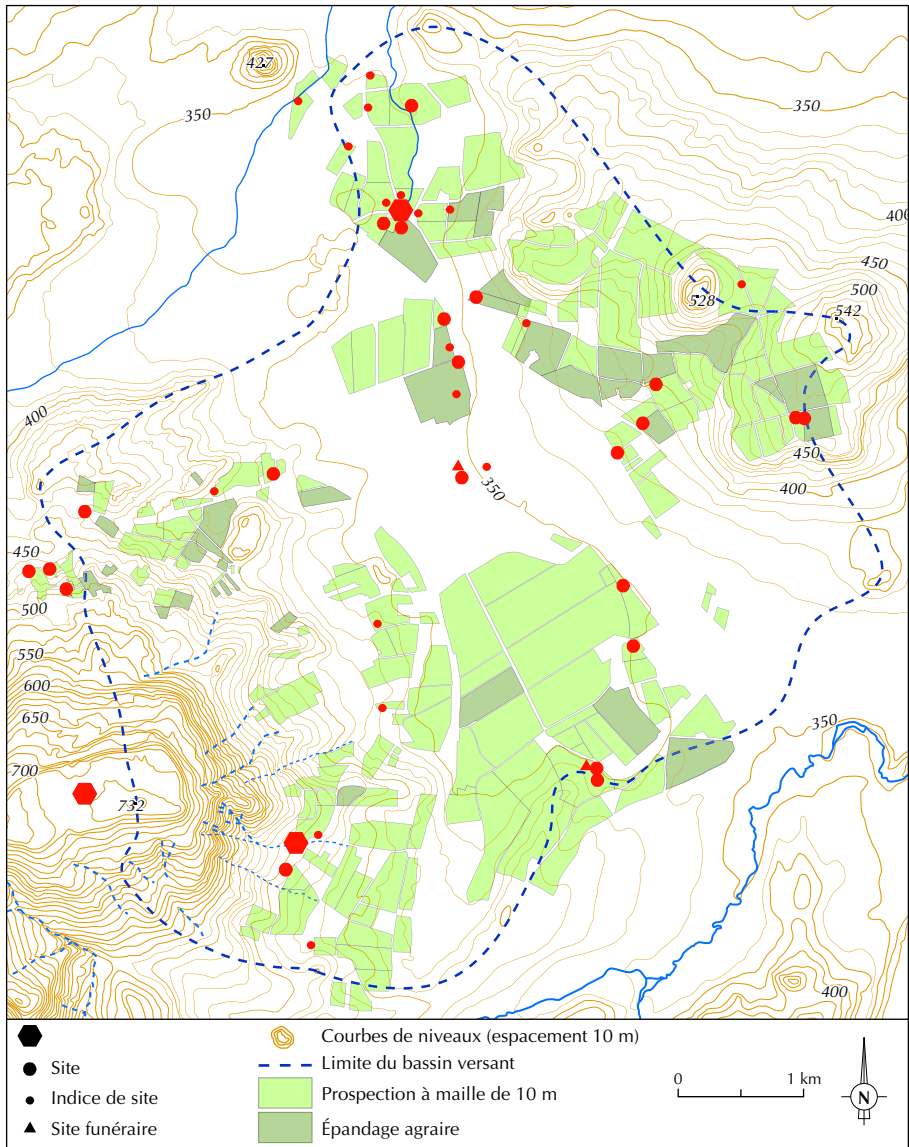 427
350
350
400
450
500
528
542
400
450
400
350
450
500
550
600
650
700
732
350
400
Courbes de niveaux (espacement 10 m)
Site
Limite du bassin versant
0 1 km
Indice de site
Prospection à maille de 10 m
N
Site funéraire
Épandage agraire